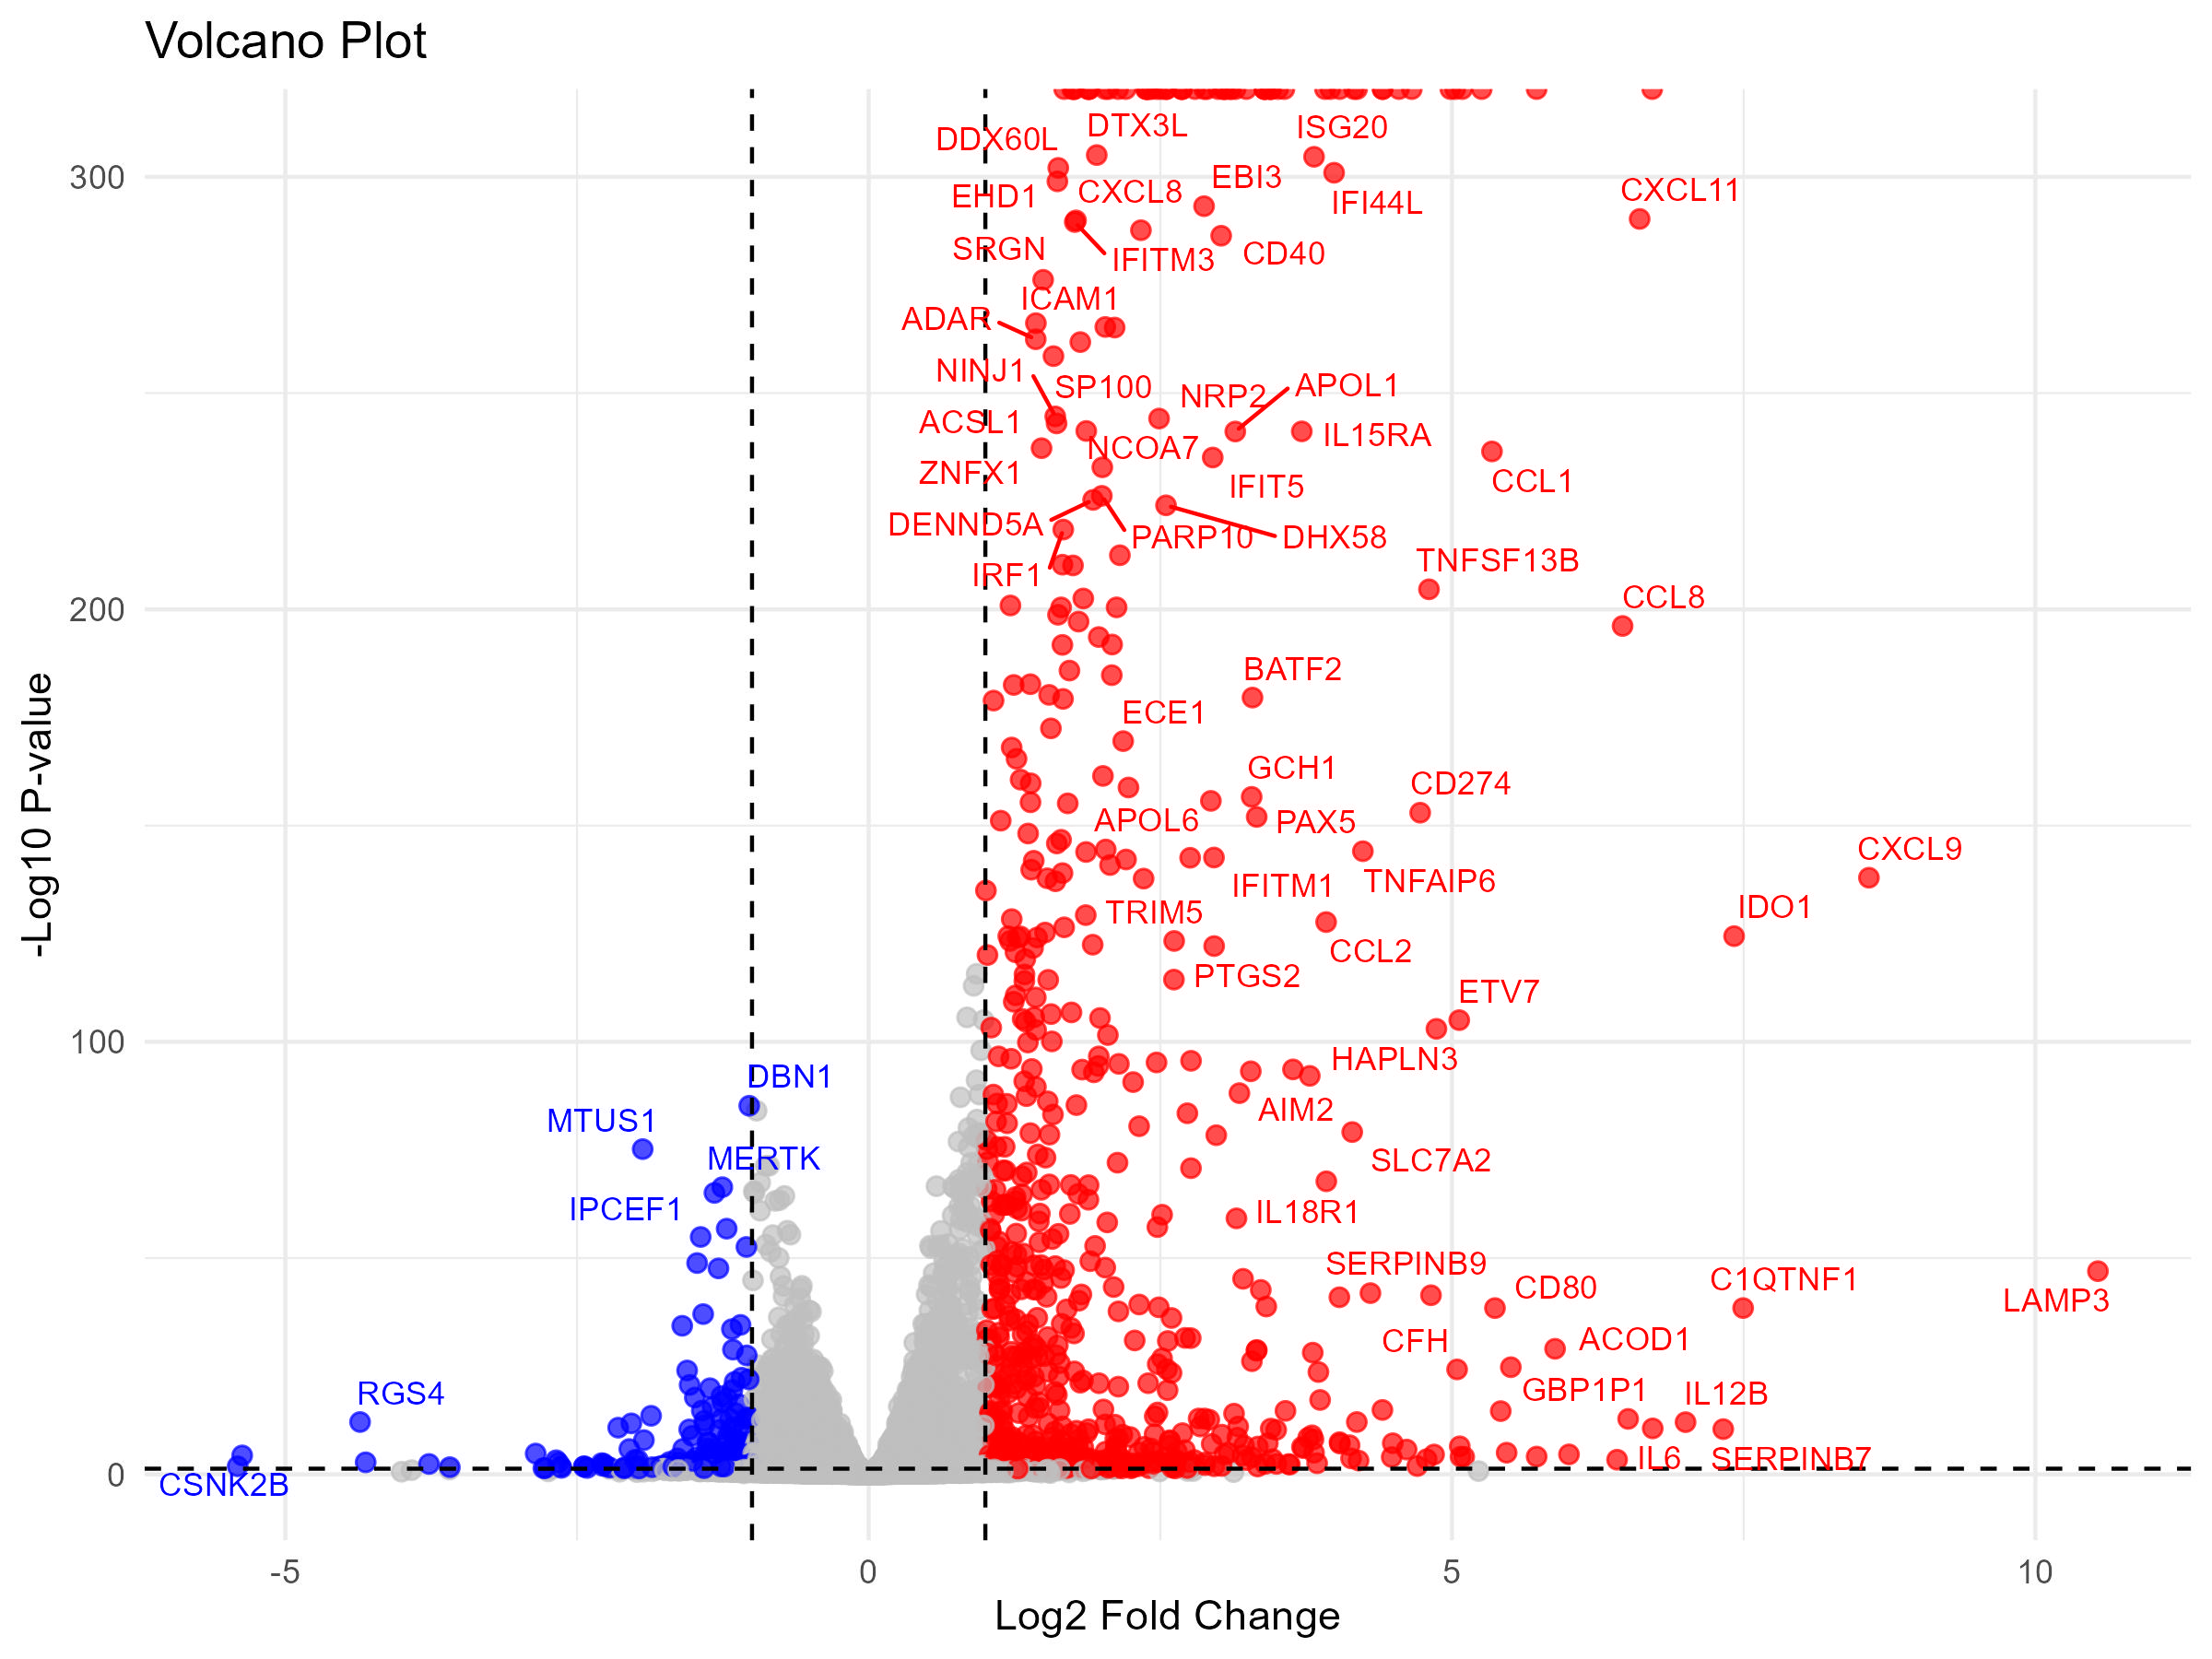 Volcano Plot
DDX60L
DTX3L
ISG20
300
EHD1
CXCL8
EBI3
IFI44L
CXCL11
SRGN
IFITM3
CD40
ADAR
ICAM1
NINJ1
SP100
NRP2
APOL1
ACSL1
NCOA7
IL15RA
ZNFX1
IFIT5
CCL1
DENND5A
PARP10
DHX58
IRF1
TNFSF13B
200
CCL8
BATF2
ECE1
GCH1
CD274
APOL6
PAX5
CXCL9
IFITM1
TNFAIP6
TRIM5
IDO1
CCL2
PTGS2
ETV7
100
DBN1
HAPLN3
MTUS1
AIM2
MERTK
SLC7A2
IPCEF1
IL18R1
SERPINB9
CD80
C1QTNF1
LAMP3
CFH
ACOD1
RGS4
GBP1P1
IL12B
0
CSNK2B
IL6
SERPINB7
-5
0
5
10
Log2 Fold Change
-Log10 P-value